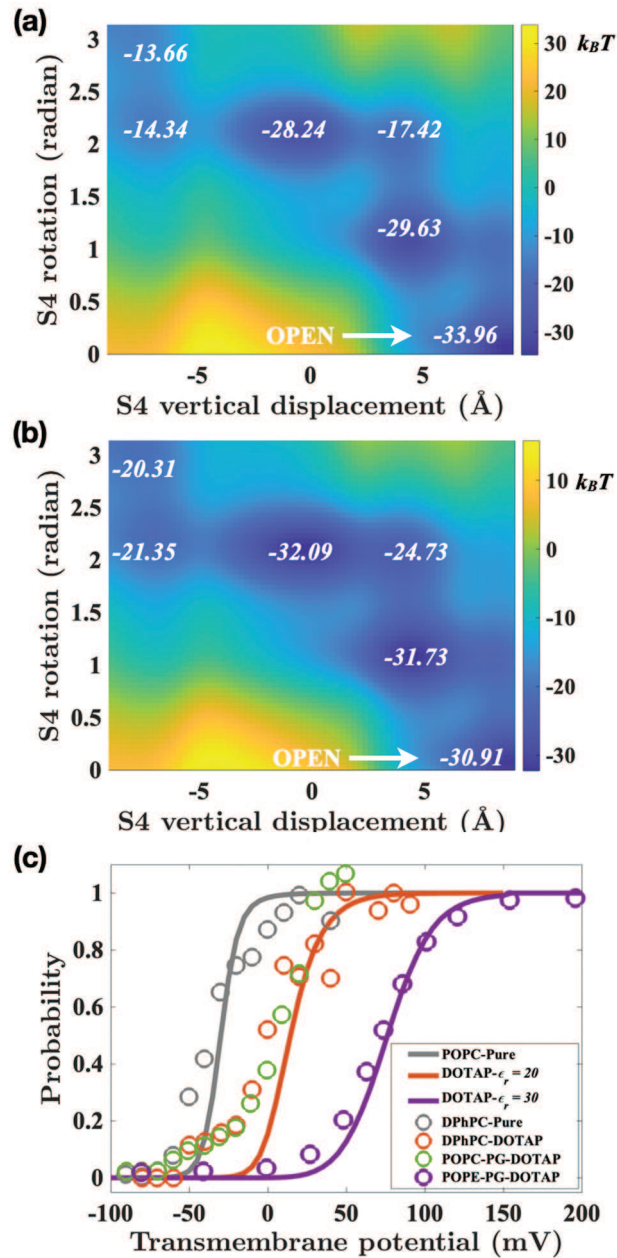 (a)
k_BT
3
2.5
2
1.5
1
0.5
0
S4 rotation (radian)
-13.66
-14.34
-28.24
-17.42
-29.63
OPEN
-33.96
-5
0
5
S4 vertical displacement (Å)
30
20
10
0
-10
-20
-30
(b)
k_BT
3
2.5
2
1.5
1
0.5
0
S4 rotation (radian)
-20.31
-21.35
-32.09
-24.73
-31.73
OPEN
-30.91
-5
0
5
S4 vertical displacement (Å)
10
0
-10
-20
-30
(c)
1
0.8
0.6
0.4
0.2
0
Probability
POPC-Pure
DOTAP-ϵ_r = 20
DOTAP-ϵ_r = 30
DPhPC-Pure
DPhPC-DOTAP
POPC-PG-DOTAP
POPE-PG-DOTAP
-100
-50
0
50
100
150
200
Transmembrane potential (mV)